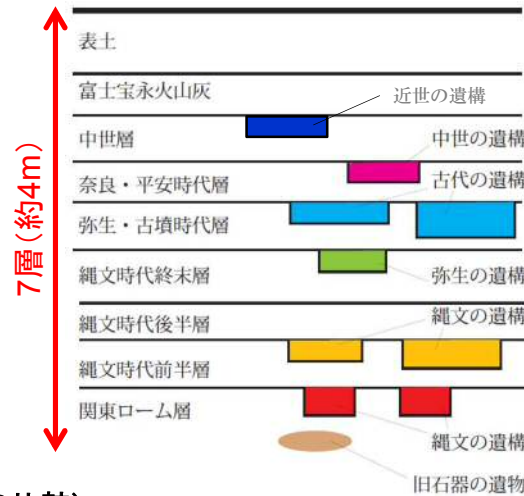 7層(約4m)
表土
富士宝永火山灰
近世の遺構
中世層
中世の遺構
奈良・平安時代層
古代の遺構
弥生・古墳時代層
縄文時代終末層
弥生の遺構
縄文時代後半層
縄文の遺構
縄文時代前半層
関東ローム層
縄文の遺構
旧石器の遺物